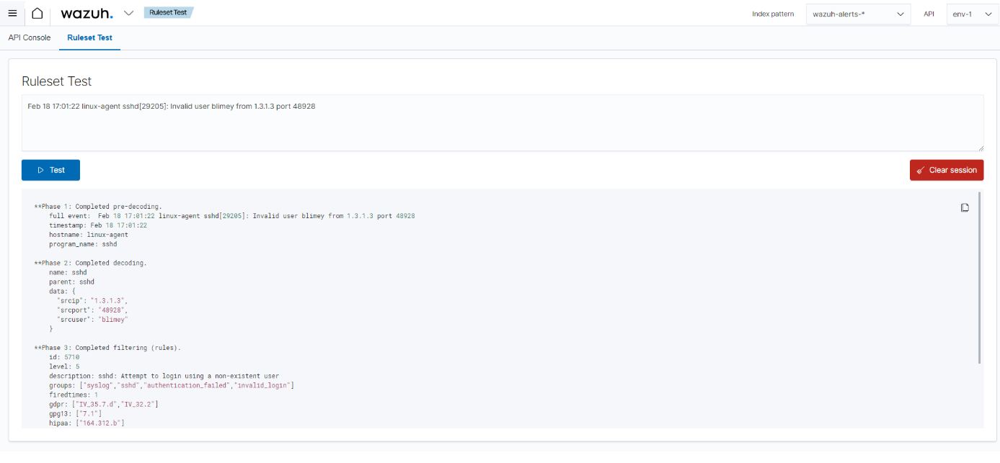 wazuh. Ruleset Test Index pattern wazuh-alerts-* API env-1
API Console Ruleset Test
Ruleset Test
Feb 18 17:01:22 linux-agent sshd[29205]: Invalid user blimey from 1.3.1.3 port 48928
Test Clear session
**Phase 1: Completed pre-decoding.
full event:  Feb 18 17:01:22 linux-agent sshd[29205]: Invalid user blimey from 1.3.1.3 port 48928
timestamp: Feb 18 17:01:22
hostname: linux-agent
program_name: sshd
**Phase 2: Completed decoding.
name: sshd
parent: sshd
data: {
"srcip": "1.3.1.3",
"srcport": "48928",
"srcuser": "blimey"
}
**Phase 3: Completed filtering (rules).
id: 5710
level: 5
description: sshd: Attempt to login using a non-existent user
groups: ["syslog","sshd","authentication_failed","invalid_login"]
firedtimes: 1
gdpr: ["IV_35.7.d","IV_32.2"]
gpg13: ["7.1"]
hipaa: ["164.312.b"]